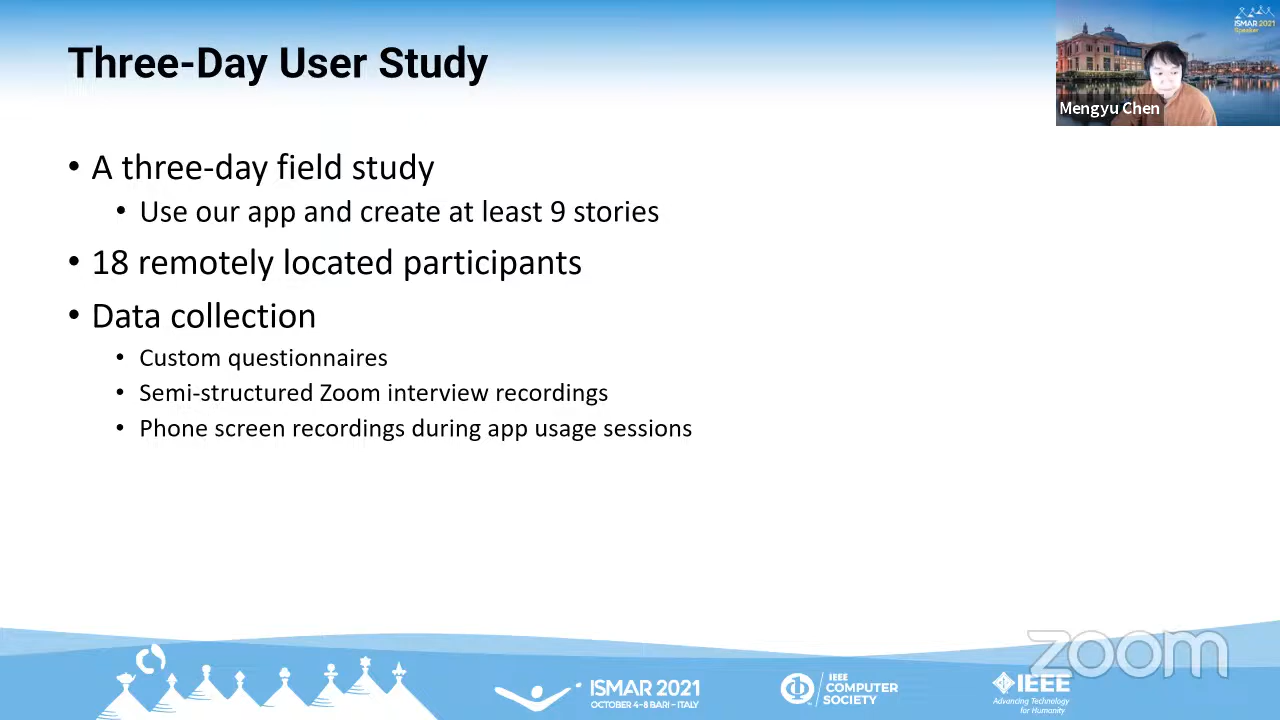 Three-Day User Study
ISMAR 2021
Speaker
Mengyu Chen
• A three-day field study
• Use our app and create at least 9 stories
• 18 remotely located participants
• Data collection
• Custom questionnaires
• Semi-structured Zoom interview recordings
• Phone screen recordings during app usage sessions
zoom
ISMAR 2021
OCTOBER 4-8 BARI - ITALY
IEEE
COMPUTER
SOCIETY
IEEE
Advancing Technology
for Humanity